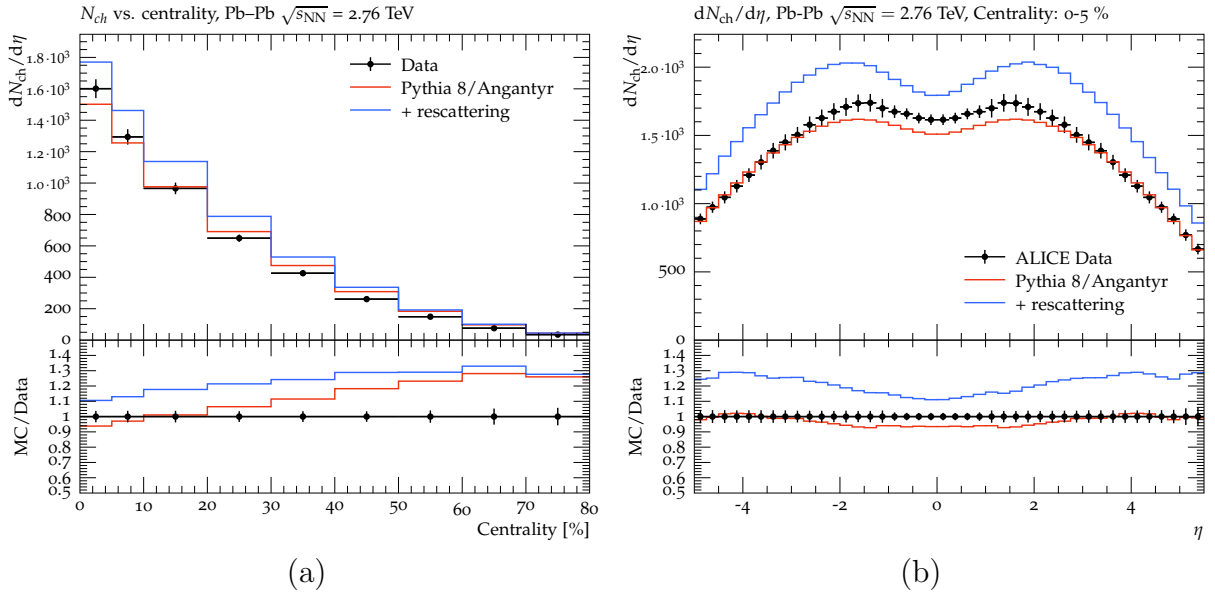 N_ch vs. centrality, Pb–Pb √s_NN = 2.76 TeV
dN_ch/dη
1.8·10³
1.6·10³
1.4·10³
1.2·10³
1.0·10³
800
600
400
200
0
Data
Pythia 8/Angantyr
+ rescattering
MC/Data
1.4
1.3
1.2
1.1
1
0.9
0.8
0.7
0.6
0.5
0 10 20 30 40 50 60 70 80
Centrality [%]
(a)
dN_ch/dη, Pb-Pb √s_NN = 2.76 TeV, Centrality: 0-5 %
dN_ch/dη
2.0·10³
1.5·10³
1.0·10³
500
0
ALICE Data
Pythia 8/Angantyr
+ rescattering
MC/Data
1.4
1.3
1.2
1.1
1
0.9
0.8
0.7
0.6
0.5
-4 -2 0 2 4
η
(b)